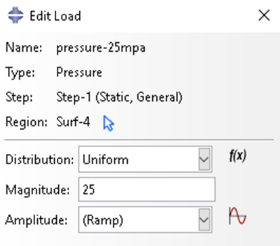 Edit Load
Name: pressure-25mpa
Type: Pressure
Step: Step-1 (Static, General)
Region: Surf-4
Distribution: Uniform f(x)
Magnitude: 25
Amplitude: (Ramp)